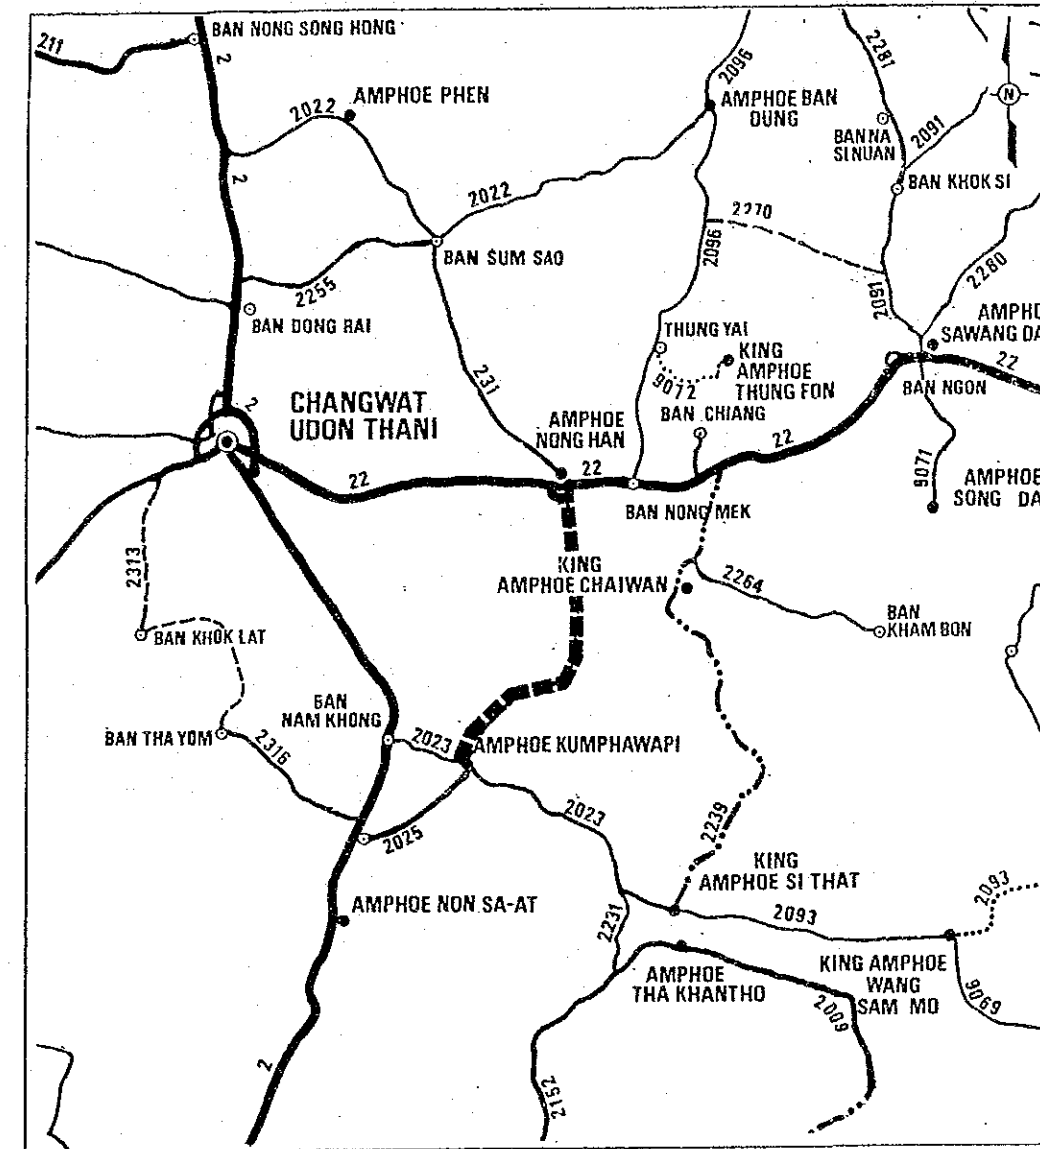 BAN NONG SONG HONG
211
2
2096
2281
N
AMPHOE PHEN
2022
AMPHOE BAN
DUNG
BAN NA
SI NUAN
2091
BAN KHOK SI
2
2022
2270
2096
BAN SUM SAO
2255
2091
2280
BAN DONG RAI
THUNG YAI
KING
AMPHOE
THUNG FON
9072
231
SAWANG DA
22
BAN NGON
2
CHANGWAT
UDON THANI
AMPHOE
NONG HAN
BAN CHIANG
22
22
22
BAN NONG MEK
9071
AMPHOE
SONG DA
KING
AMPHOE CHAIWAN
2264
2313
BAN KHOK LAT
BAN
KHAM BON
BAN
NAM KHONG
BAN THA YOM
2316
2023
AMPHOE KUMPHAWAPI
2025
2023
2239
KING
AMPHOE SI THAT
AMPHOE NON SA-AT
2231
2093
2093
AMPHOE
THA KHANTHO
KING AMPHOE
WANG
SAM MO
2009
9069
2
2152